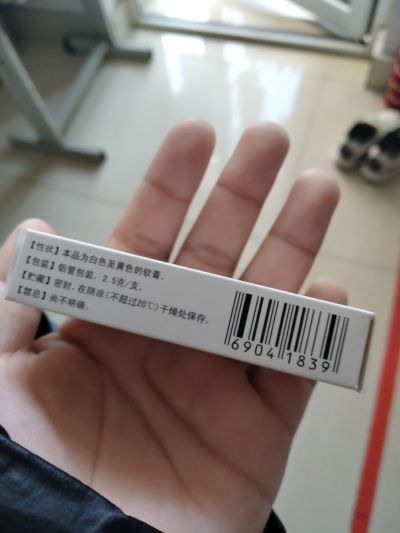 【性状】本品为白色至黄色的软膏。
【包装】铝管包装，2.5克/支。
【贮藏】密封，在阴凉(不超过20℃)干燥处保存。
【禁忌】尚不明确。
69041839